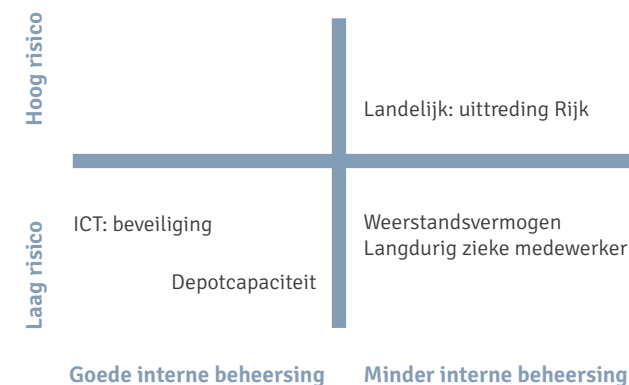 Hoog risico
Landelijk: uittreding Rijk
Laag risico
ICT: beveiliging
Depotcapaciteit
Weerstandsvermogen
Langdurig zieke medewerker
Goede interne beheersing
Minder interne beheersing